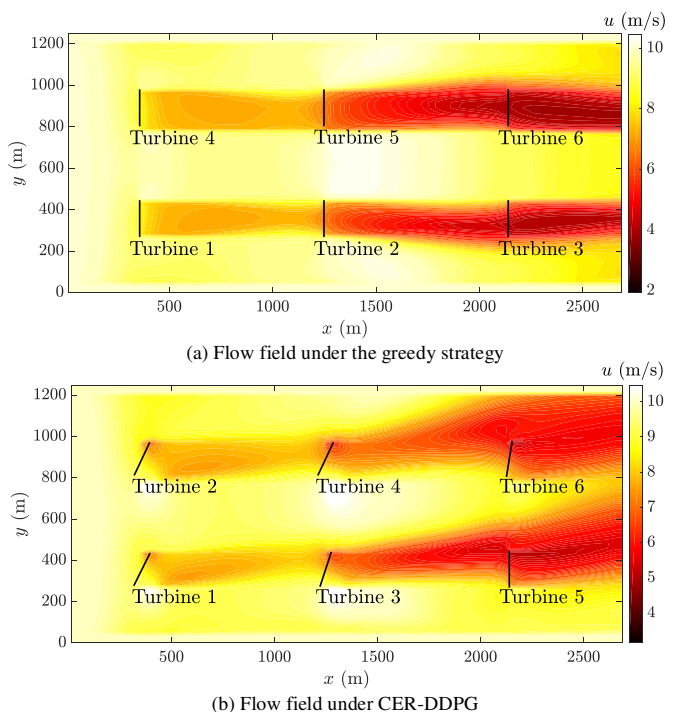 u (m/s)
1200
1000
800
600
400
200
0
y (m)
Turbine 4 Turbine 5 Turbine 6
Turbine 1 Turbine 2 Turbine 3
500 1000 1500 2000 2500
x (m)
10
8
6
4
2
(a) Flow field under the greedy strategy
u (m/s)
1200
1000
800
600
400
200
0
y (m)
Turbine 2 Turbine 4 Turbine 6
Turbine 1 Turbine 3 Turbine 5
500 1000 1500 2000 2500
x (m)
10
9
8
7
6
5
4
(b) Flow field under CER-DDPG